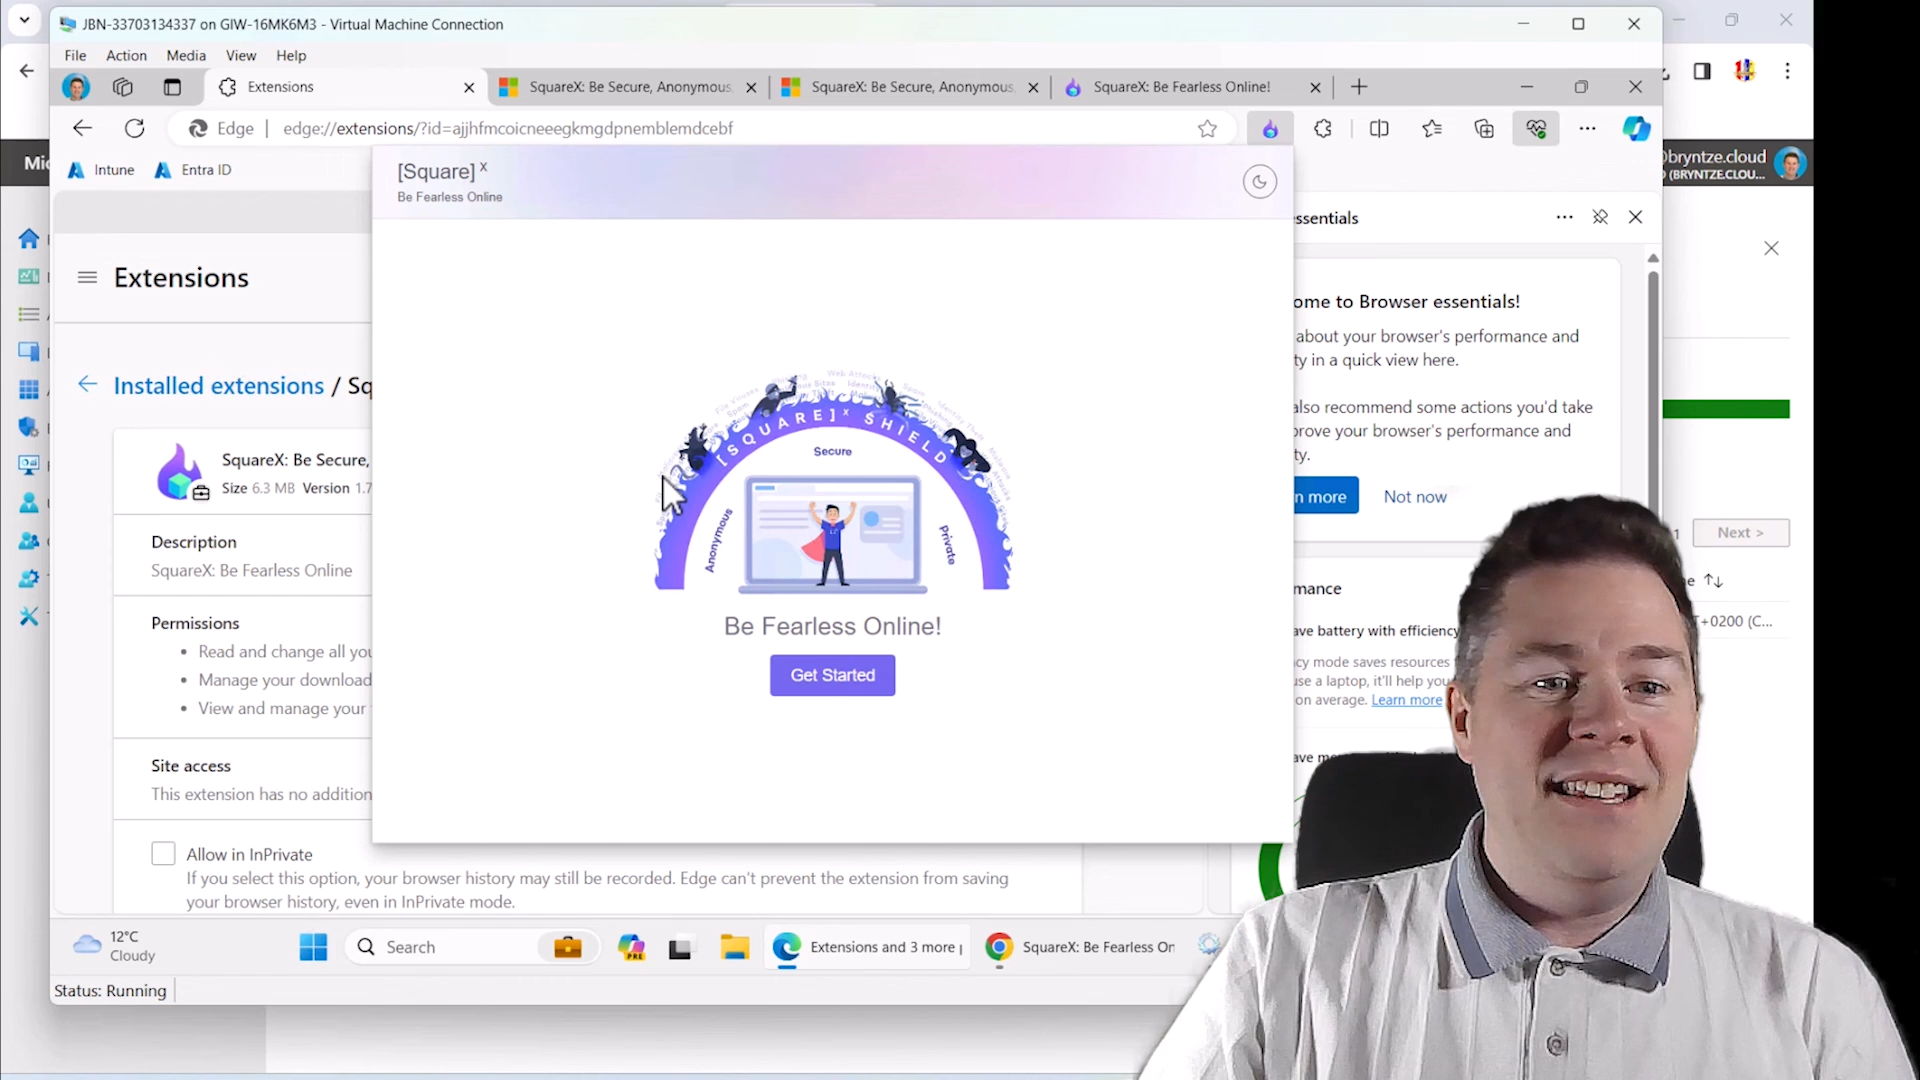 JBN-33703134337 on GIW-16MK6M3 - Virtual Machine Connection
File Action Media View Help
Extensions
SquareX: Be Secure, Anonymous,
SquareX: Be Secure, Anonymous,
SquareX: Be Fearless Online!
Edge
edge://extensions/?id=ajjhfmcoicneeegkmgdpnemblemdcebf
Intune
Entra ID
bryntze.cloud
(BRYNTZE.CLOU...
[Square] x
Be Fearless Online
Extensions
Installed extensions / Sq
SquareX: Be Secure,
Size 6.3 MB Version 1.7
Description
SquareX: Be Fearless Online
Permissions
Read and change all you
Manage your download
View and manage your
Site access
This extension has no addition
Allow in InPrivate
If you select this option, your browser history may still be recorded. Edge can't prevent the extension from saving
your browser history, even in InPrivate mode.
[SQUARE] x SHIELD
Secure
Anonymous
Private
Be Fearless Online!
Get Started
ssentials
ome to Browser essentials!
about your browser's performance and
ty in a quick view here.
also recommend some actions you'd take
prove your browser's performance and
ty.
n more
Not now
mance
ave battery with efficiency
cy mode saves resources
use a laptop, it'll help you
on average. Learn more
Next >
+0200 (C...
12°C
Cloudy
Search
PRE
Extensions and 3 more
SquareX: Be Fearless On
Status: Running